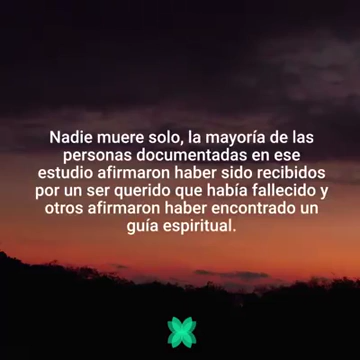 Nadie muere solo, la mayoría de las
personas documentadas en ese
estudio afirmaron haber sido recibidos
por un ser querido que había fallecido y
otros afirmaron haber encontrado un
guía espiritual.